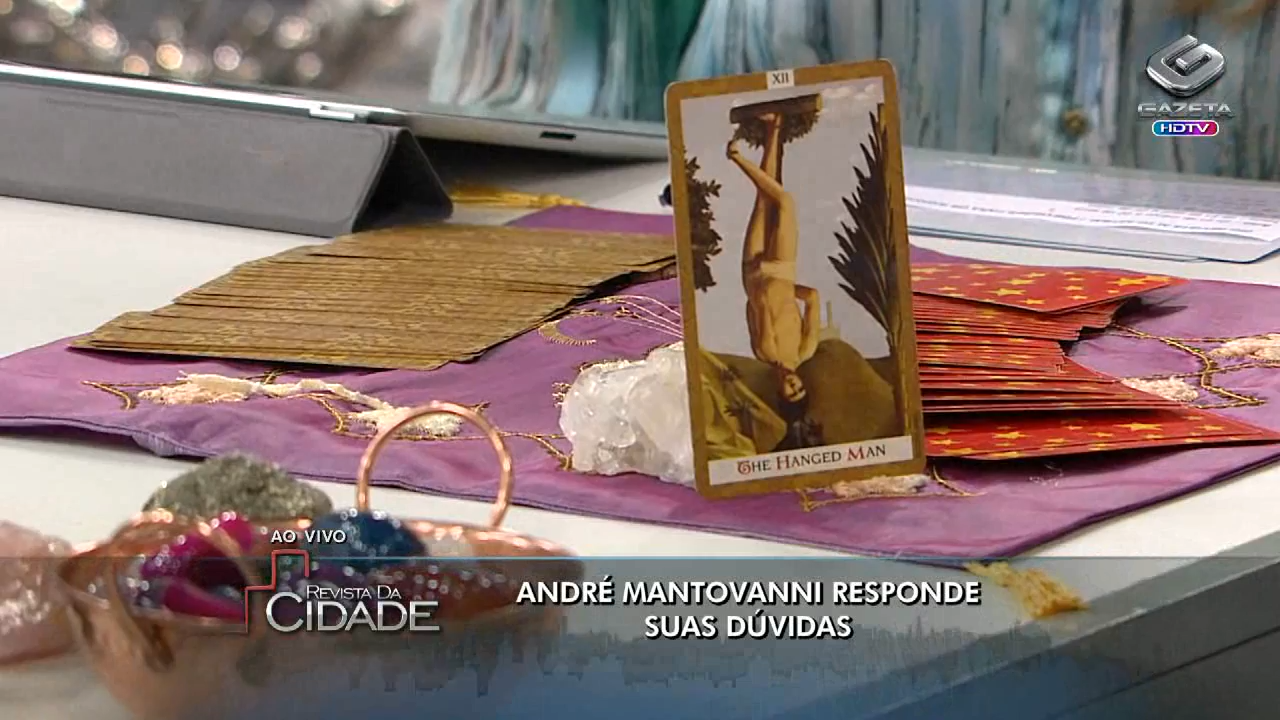 XII
GAZETA
HDTV
THE HANGED MAN
AO VIVO
REVISTA DA
CIDADE
ANDRÉ MANTOVANNI RESPONDE
SUAS DÚVIDAS